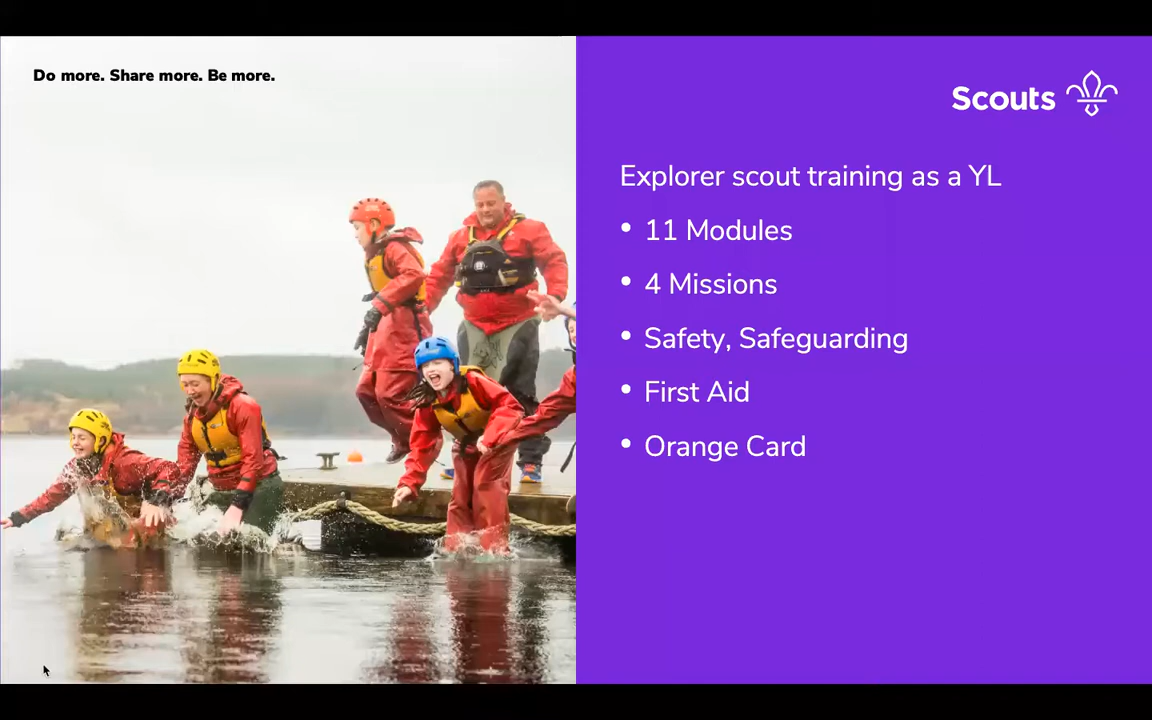 Do more. Share more. Be more.
Scouts
Explorer scout training as a YL
• 11 Modules
• 4 Missions
• Safety, Safeguarding
• First Aid
• Orange Card